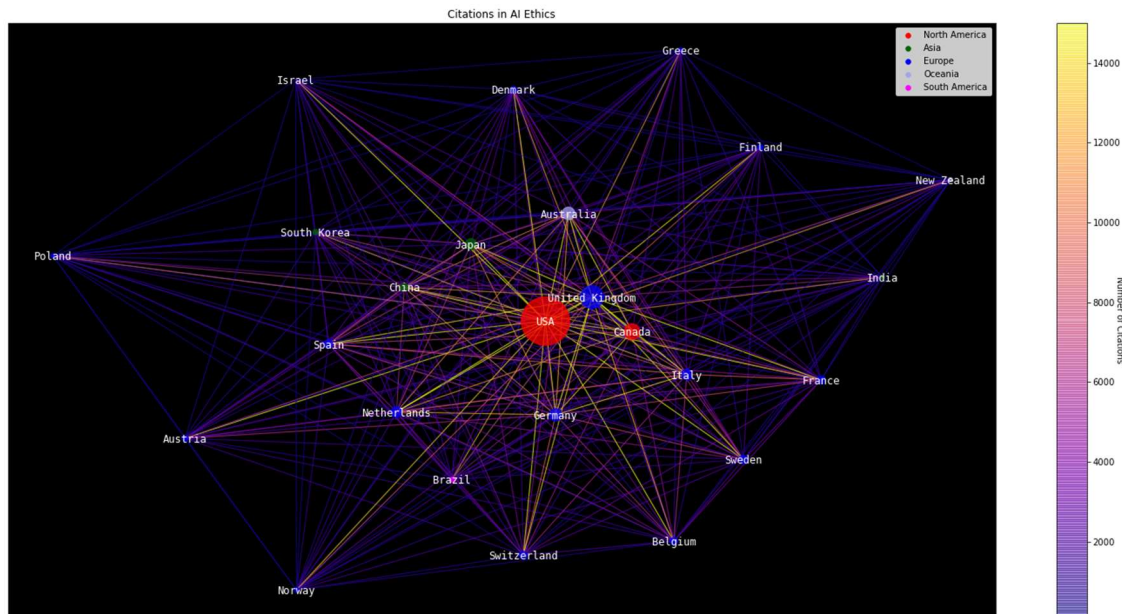 Citations in AI Ethics
North America
Asia
Europe
Oceania
South America
Greece
Israel
Denmark
Finland
New Zealand
Australia
South Korea
Japan
Poland
India
China
United Kingdom
USA
Canada
Spain
Italy
France
Netherlands
Germany
Austria
Sweden
Brazil
Belgium
Switzerland
Norway
14000
12000
10000
8000
6000
4000
2000
Number of Citations